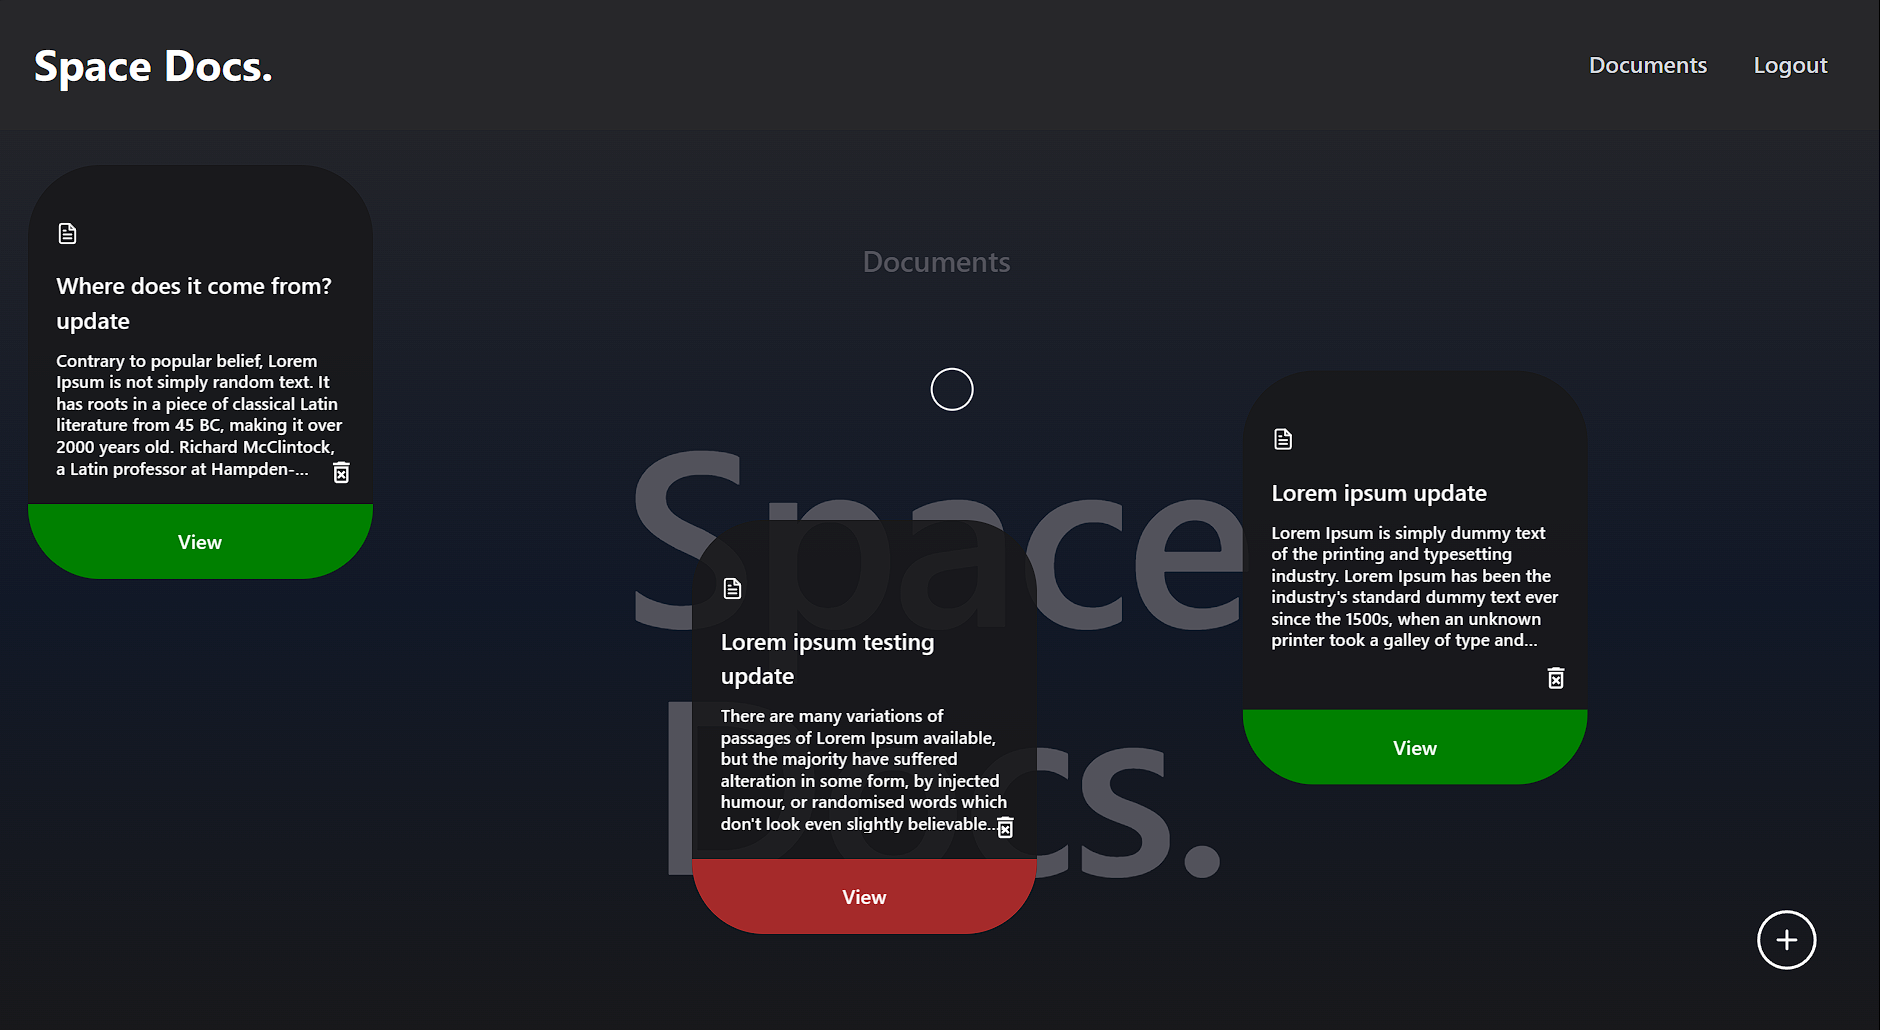 Space Docs.
Documents
Logout
Documents
Where does it come from?
update
Contrary to popular belief, Lorem
Ipsum is not simply random text. It
has roots in a piece of classical Latin
literature from 45 BC, making it over
2000 years old. Richard McClintock,
a Latin professor at Hampden-...
View
Space
Docs.
Lorem ipsum testing
update
There are many variations of
passages of Lorem Ipsum available,
but the majority have suffered
alteration in some form, by injected
humour, or randomised words which
don't look even slightly believable...
View
Lorem ipsum update
Lorem Ipsum is simply dummy text
of the printing and typesetting
industry. Lorem Ipsum has been the
industry's standard dummy text ever
since the 1500s, when an unknown
printer took a galley of type and...
View